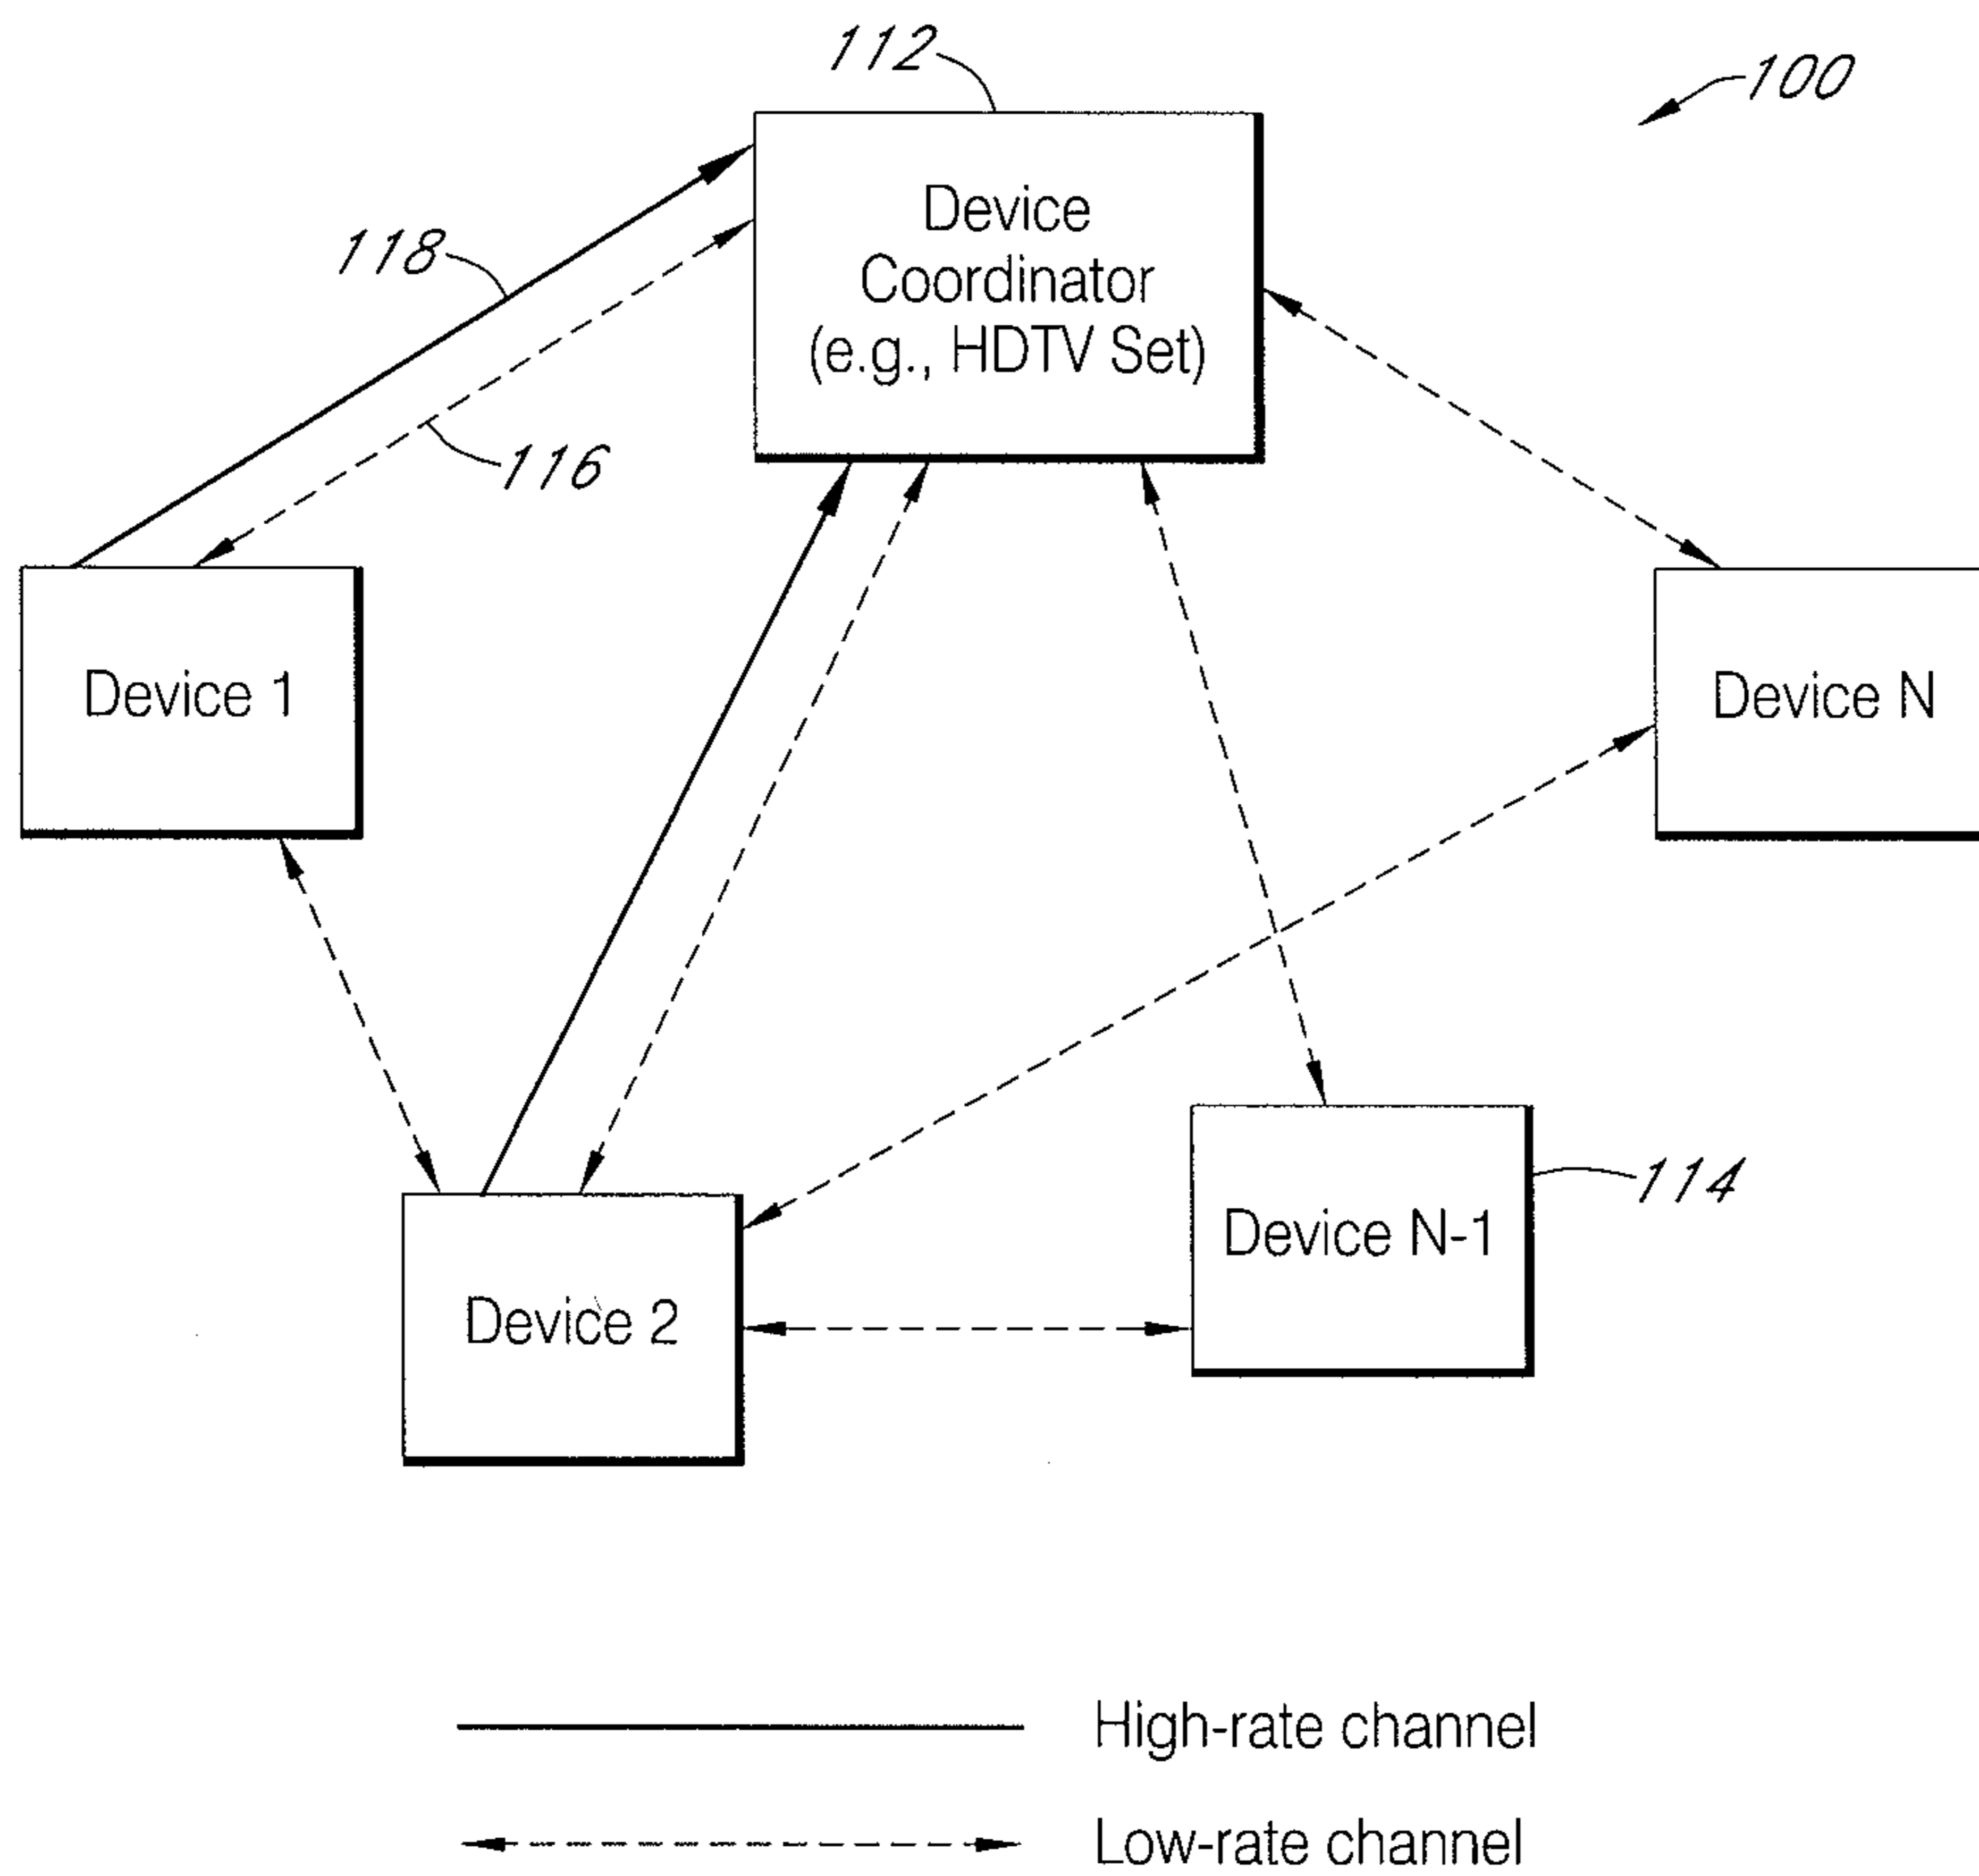 112
100
Device
Coordinator
(e.g., HDTV Set)
118
116
Device 1
Device N
114
Device N-1
Device 2
High-rate channel
Low-rate channel